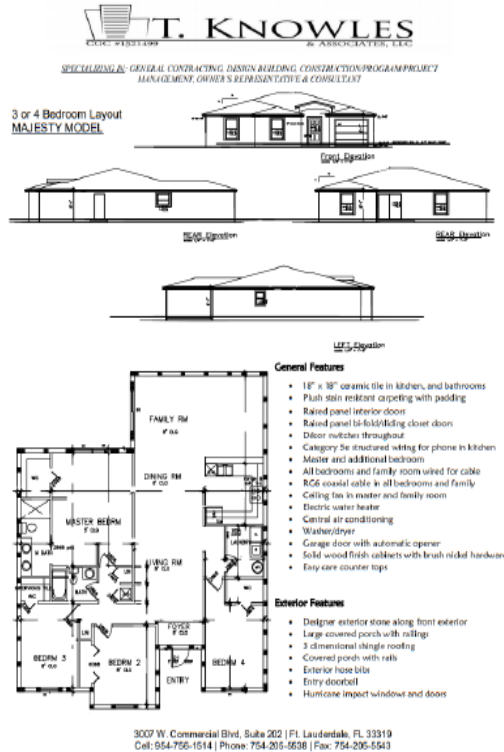 T. KNOWLES
CGC #1521499
& ASSOCIATES, LLC
SPECIALIZING IN: GENERAL CONTRACTING, DESIGN BUILDING, CONSTRUCTION/PROGRAM/PROJECT
MANAGEMENT, OWNER'S REPRESENTATIVE & CONSULTANT
3 or 4 Bedroom Layout
MAJESTY MODEL
Front Elevation
REAR Elevation
REAR Elevation
LEFT Elevation
General Features
• 18" x 18" ceramic tile in kitchen, and bathrooms
• Plush stain resistant carpeting with padding
• Raised panel interior doors
• Raised panel bi-fold/sliding closet doors
• Décor switches throughout
• Category 5e structured wiring for phone in kitchen
• Master and additional bedroom
• All bedrooms and family room wired for cable
• RG6 coaxial cable in all bedrooms and family
• Ceiling fan in master and family room
• Electric water heater
• Central air conditioning
• Washer/dryer
• Garage door with automatic opener
• Solid wood finish cabinets with brush nickel hardware
• Easy care counter tops
Exterior Features
• Designer exterior stone along front exterior
• Large covered porch with railings
• 3 dimensional shingle roofing
• Covered porch with rails
• Exterior hose bibs
• Entry doorbell
• Hurricane impact windows and doors
FAMILY RM
DINING RM
WC
MASTER BEDRM
M BATH
LIVING RM
LAUNDRY
WC
BATH
LIN
WC
LIN
FOYER
BEDRM 3
BEDRM 2
BEDRM 4
ENTRY
3007 W. Commercial Blvd, Suite 202 | Ft. Lauderdale, FL 33319
Cell: 954-756-1514 | Phone: 754-205-5538 | Fax: 754-205-5543